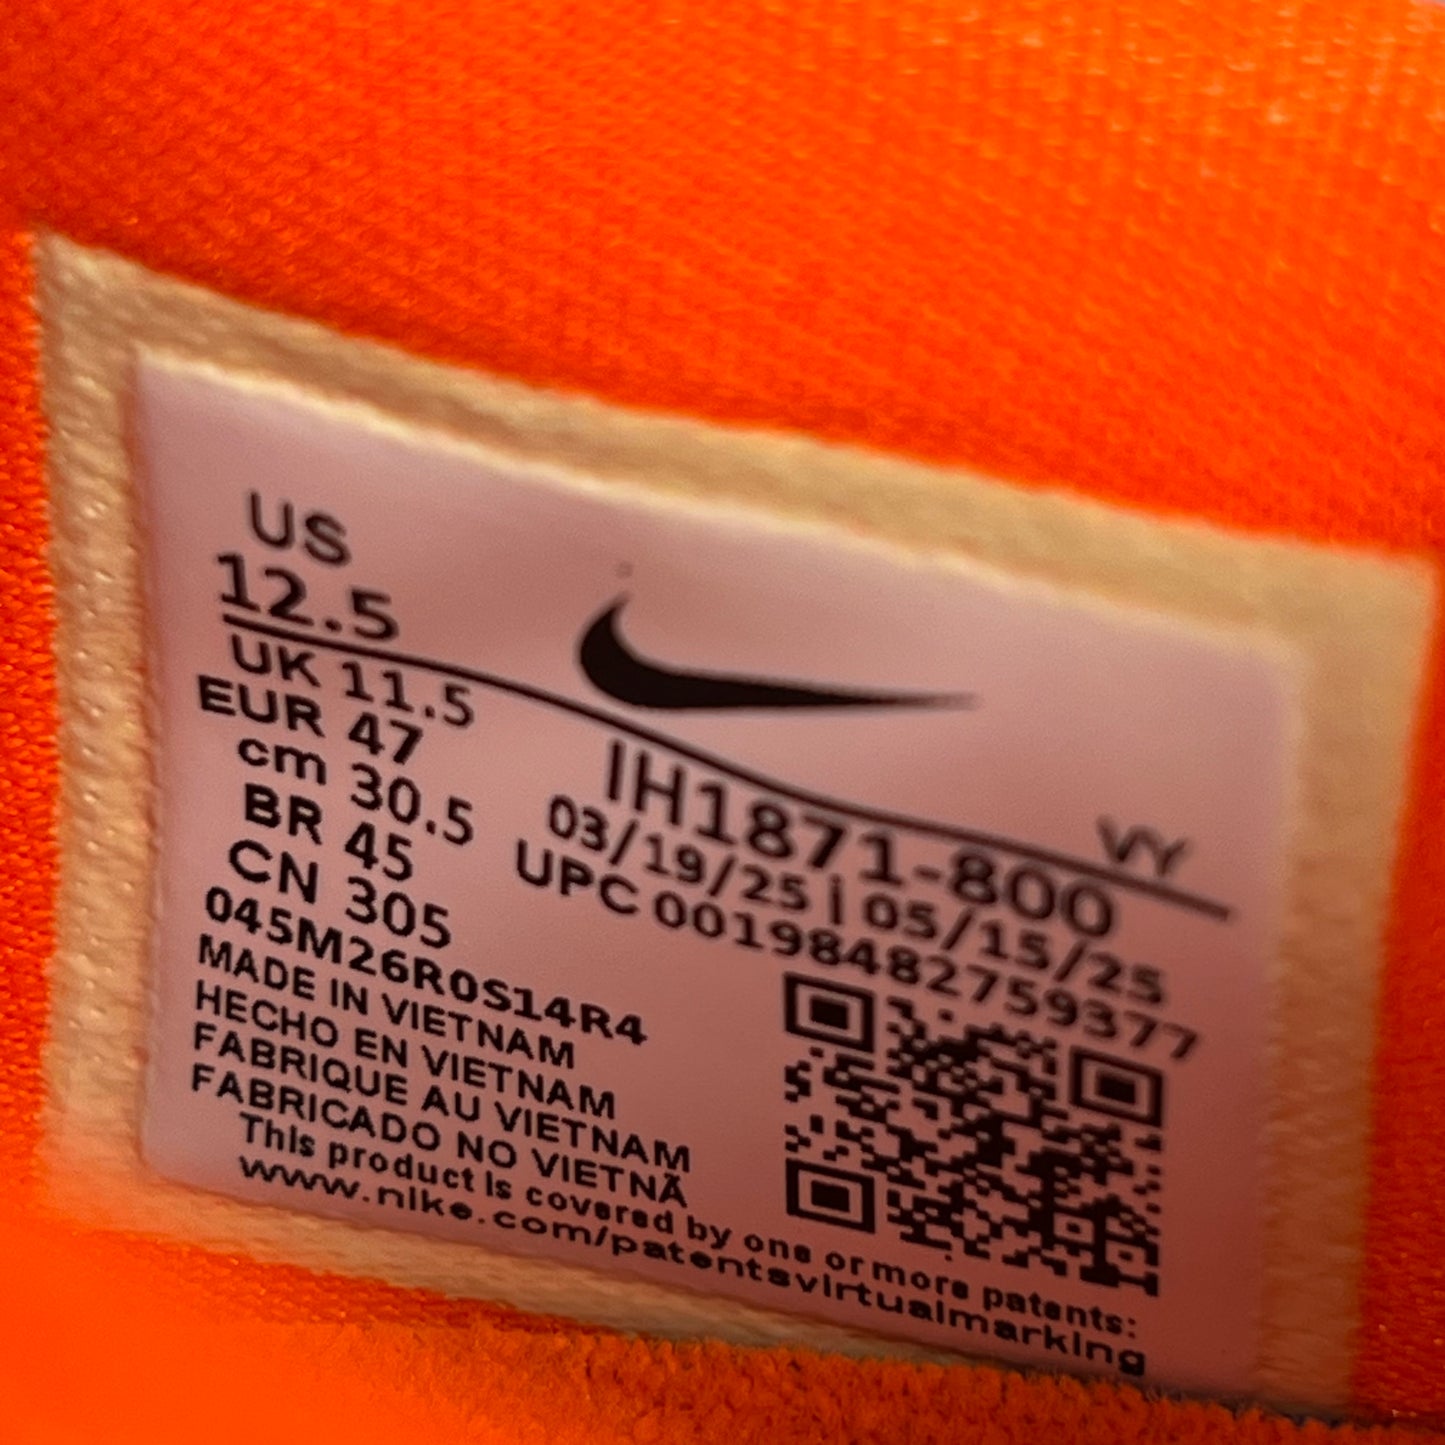 US
12.5
UK 11.5
EUR 47
cm 30.5
BR 45
CN 305
VY
IH1871-800
03/19/25 | 05/15/25
UPC 00198482759377
045M26R0S14R4
MADE IN VIETNAM
HECHO EN VIETNAM
FABRIQUE AU VIETNAM
FABRICADO NO VIETNÃ
This product is covered by one or more patents:
www.nike.com/patentsvirtualmarking